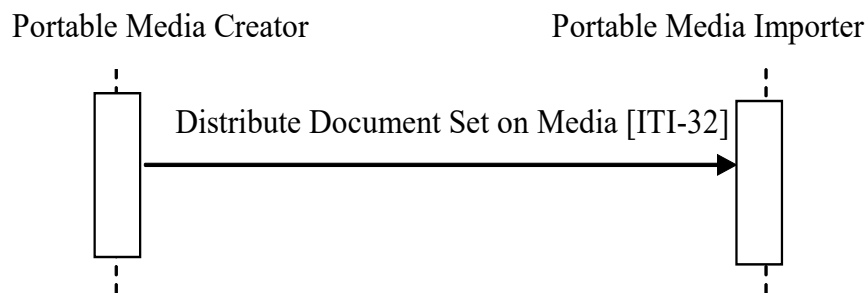 Portable Media Creator
Portable Media Importer
Distribute Document Set on Media [ITI-32]